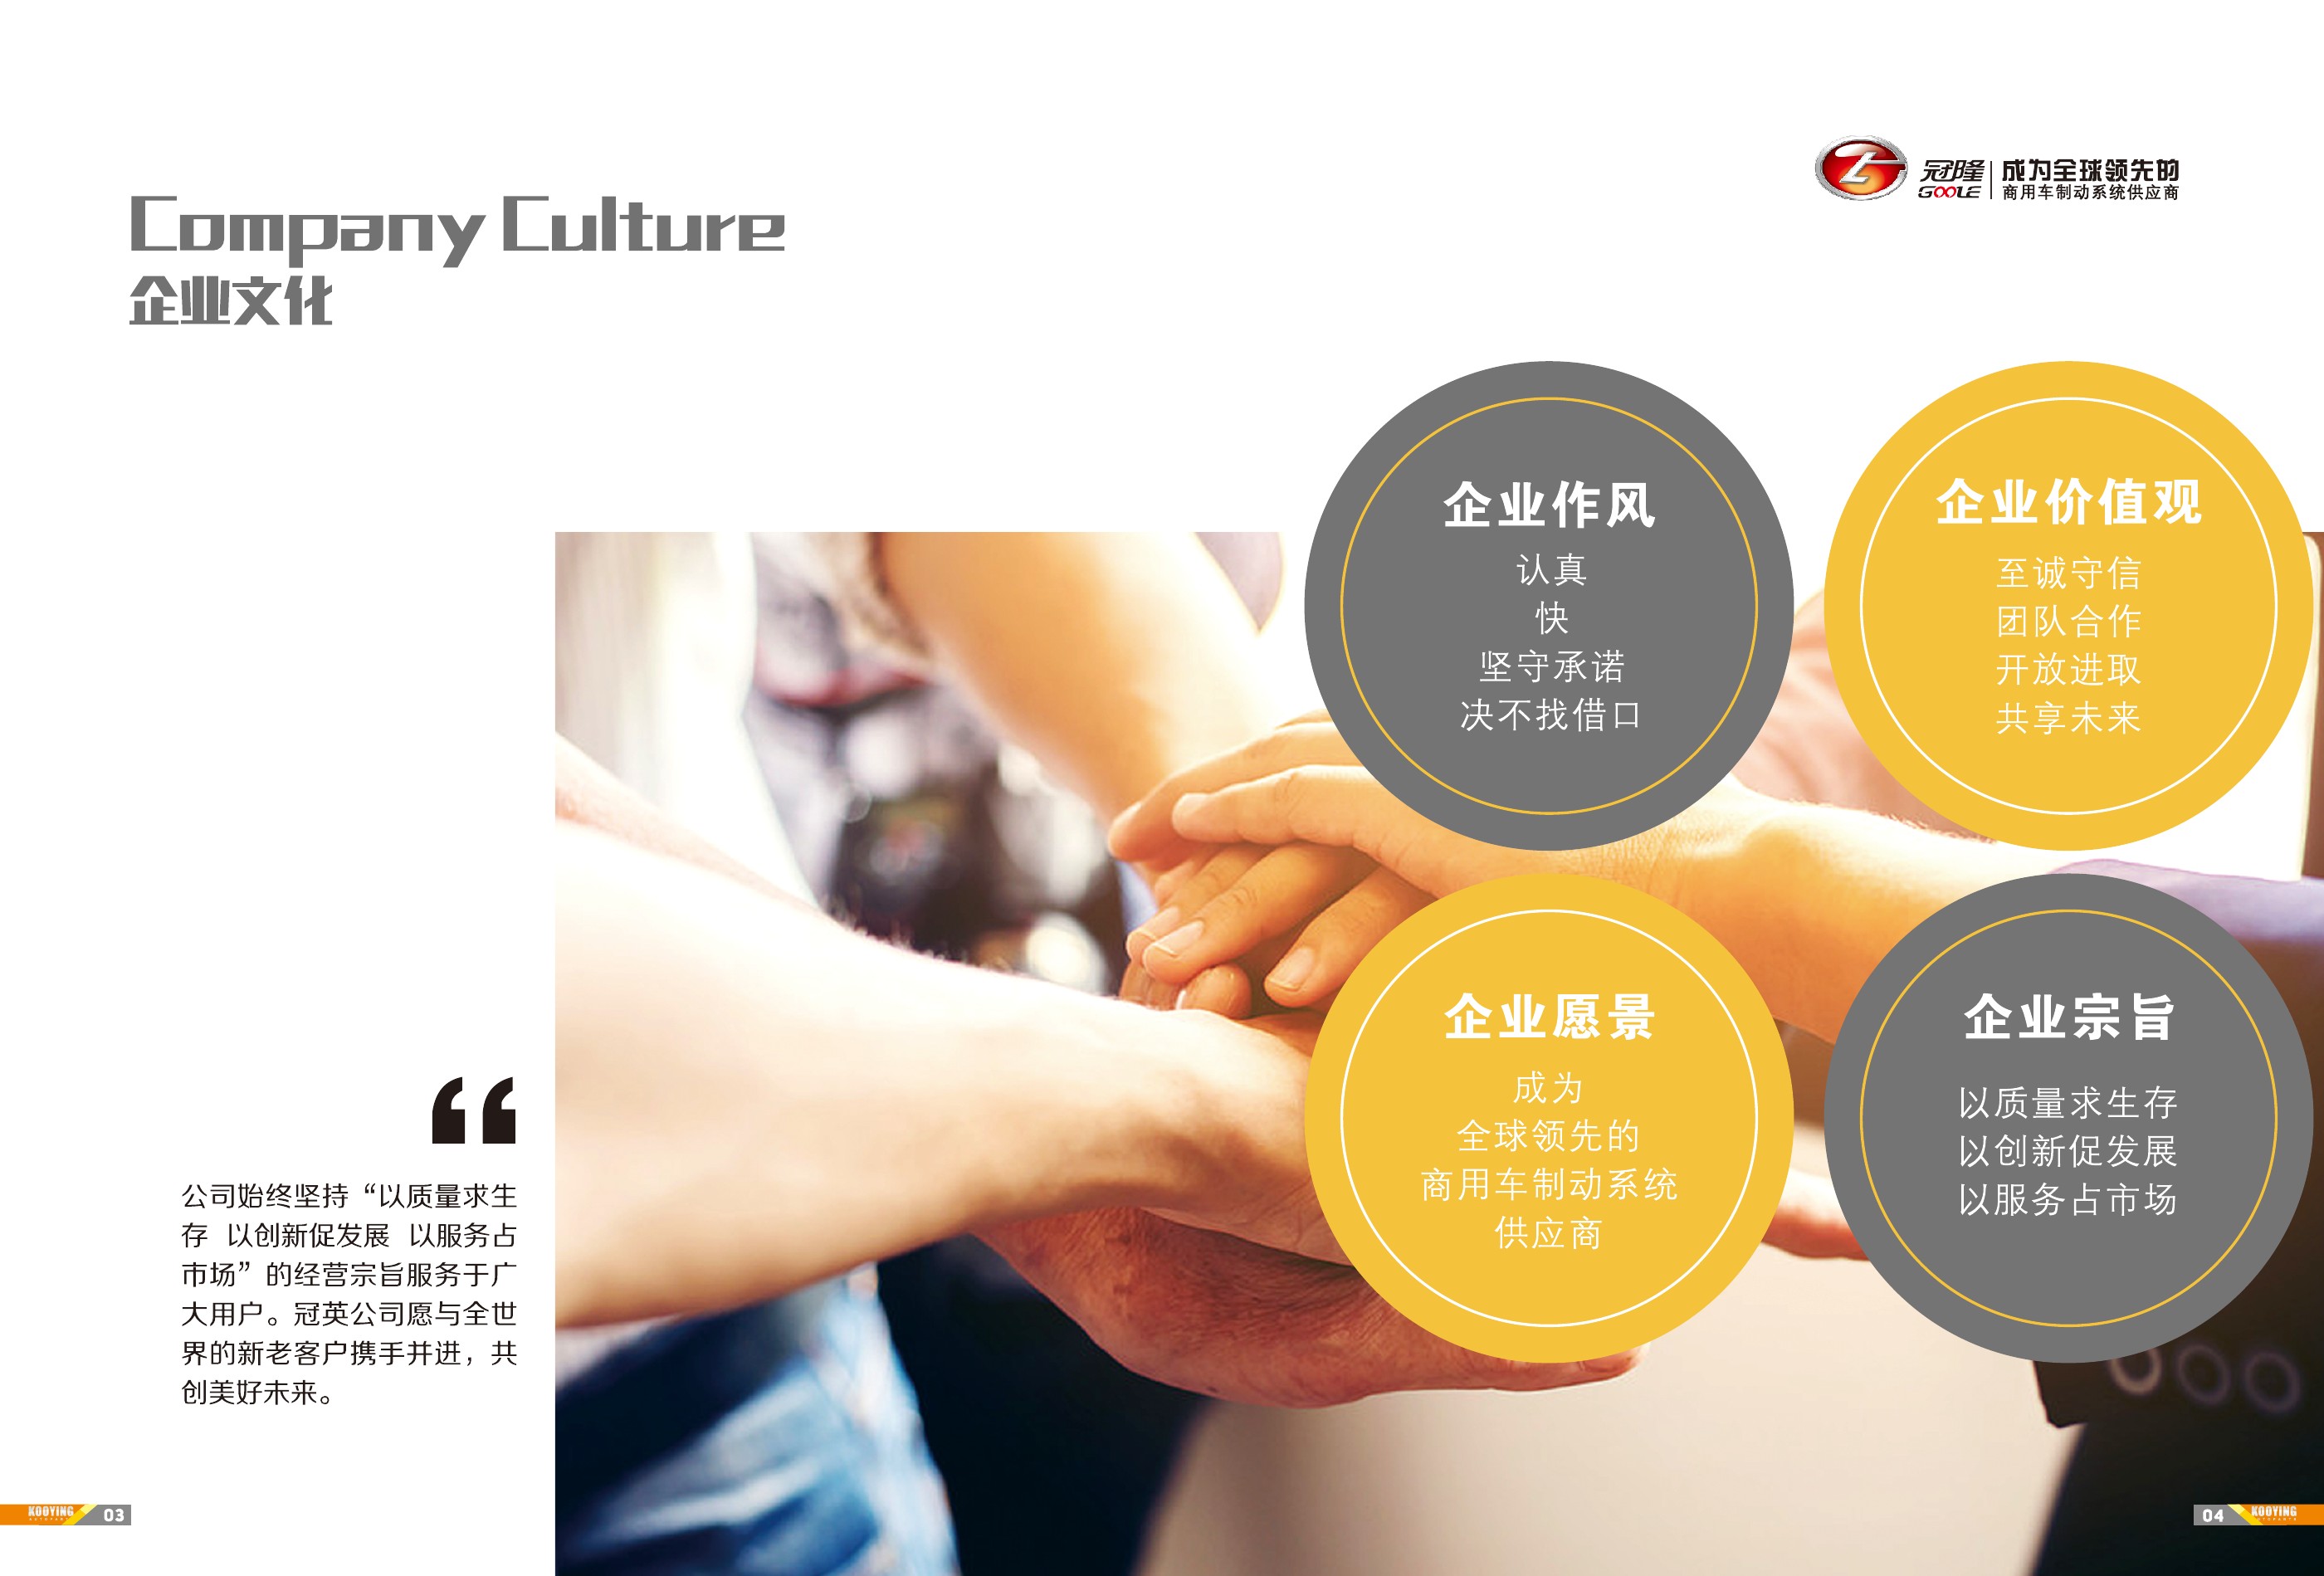 Company Culture
企业文化
冠隆
GOOLE
成为全球领先的
商用车制动系统供应商
企业作风
认真
快
坚守承诺
决不找借口
企业价值观
至诚守信
团队合作
开放进取
共享未来
企业愿景
成为
全球领先的
商用车制动系统
供应商
企业宗旨
以质量求生存
以创新促发展
以服务占市场
“
公司始终坚持“以质量求生
存 以创新促发展 以服务占
市场”的经营宗旨服务于广
大用户。冠英公司愿与全世
界的新老客户携手并进，共
创美好未来。
KOOYING
03
04
KOOYING